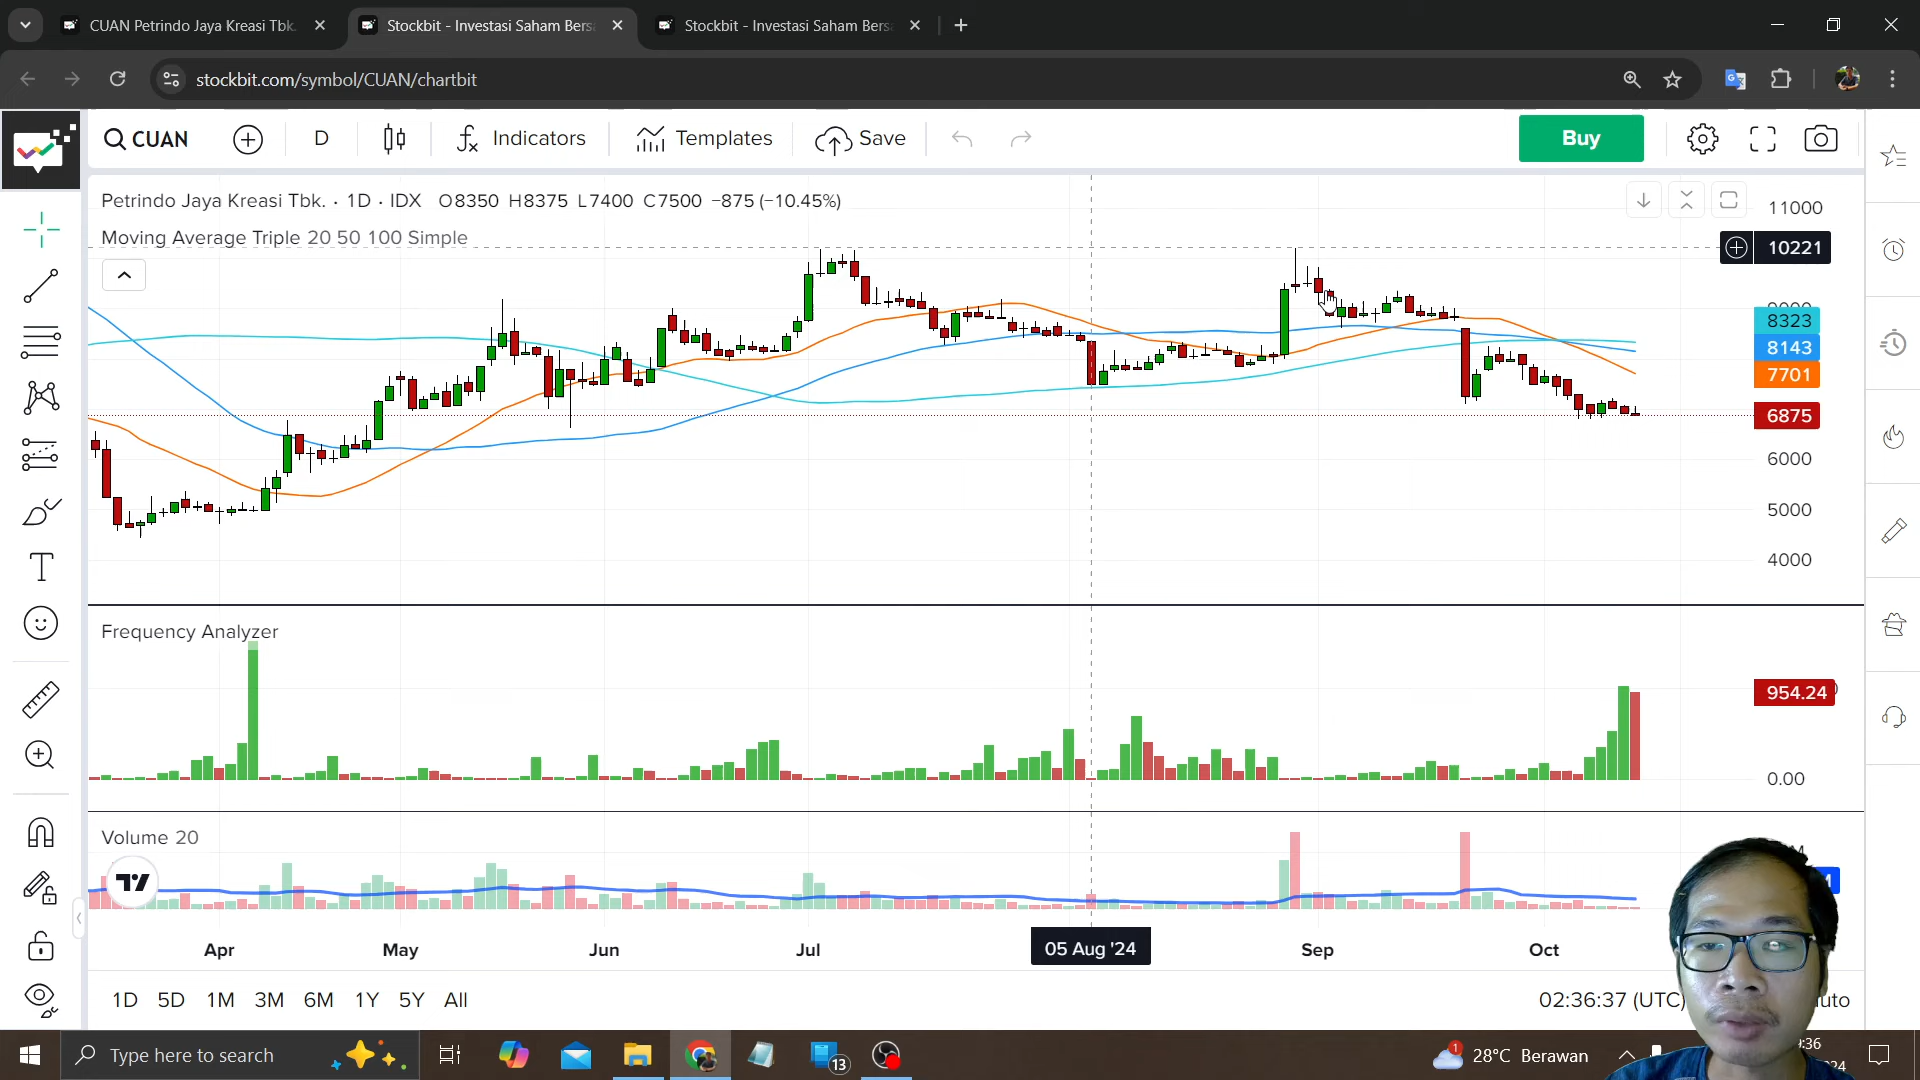 CUAN Petrindo Jaya Kreasi Tbk.
Stockbit - Investasi Saham Bers
Stockbit - Investasi Saham Bers
stockbit.com/symbol/CUAN/chartbit
CUAN
D
Indicators
Templates
Save
Buy
Petrindo Jaya Kreasi Tbk. · 1D · IDX O8350 H8375 L7400 C7500 −875 (−10.45%)
Moving Average Triple 20 50 100 Simple
11000
10221
8323
8143
7701
6875
6000
5000
4000
Frequency Analyzer
954.24
0.00
Volume 20
Apr
May
Jun
Jul
05 Aug '24
Sep
Oct
1D 5D 1M 3M 6M 1Y 5Y All
02:36:37 (UTC)
Type here to search
13
1
28°C Berawan